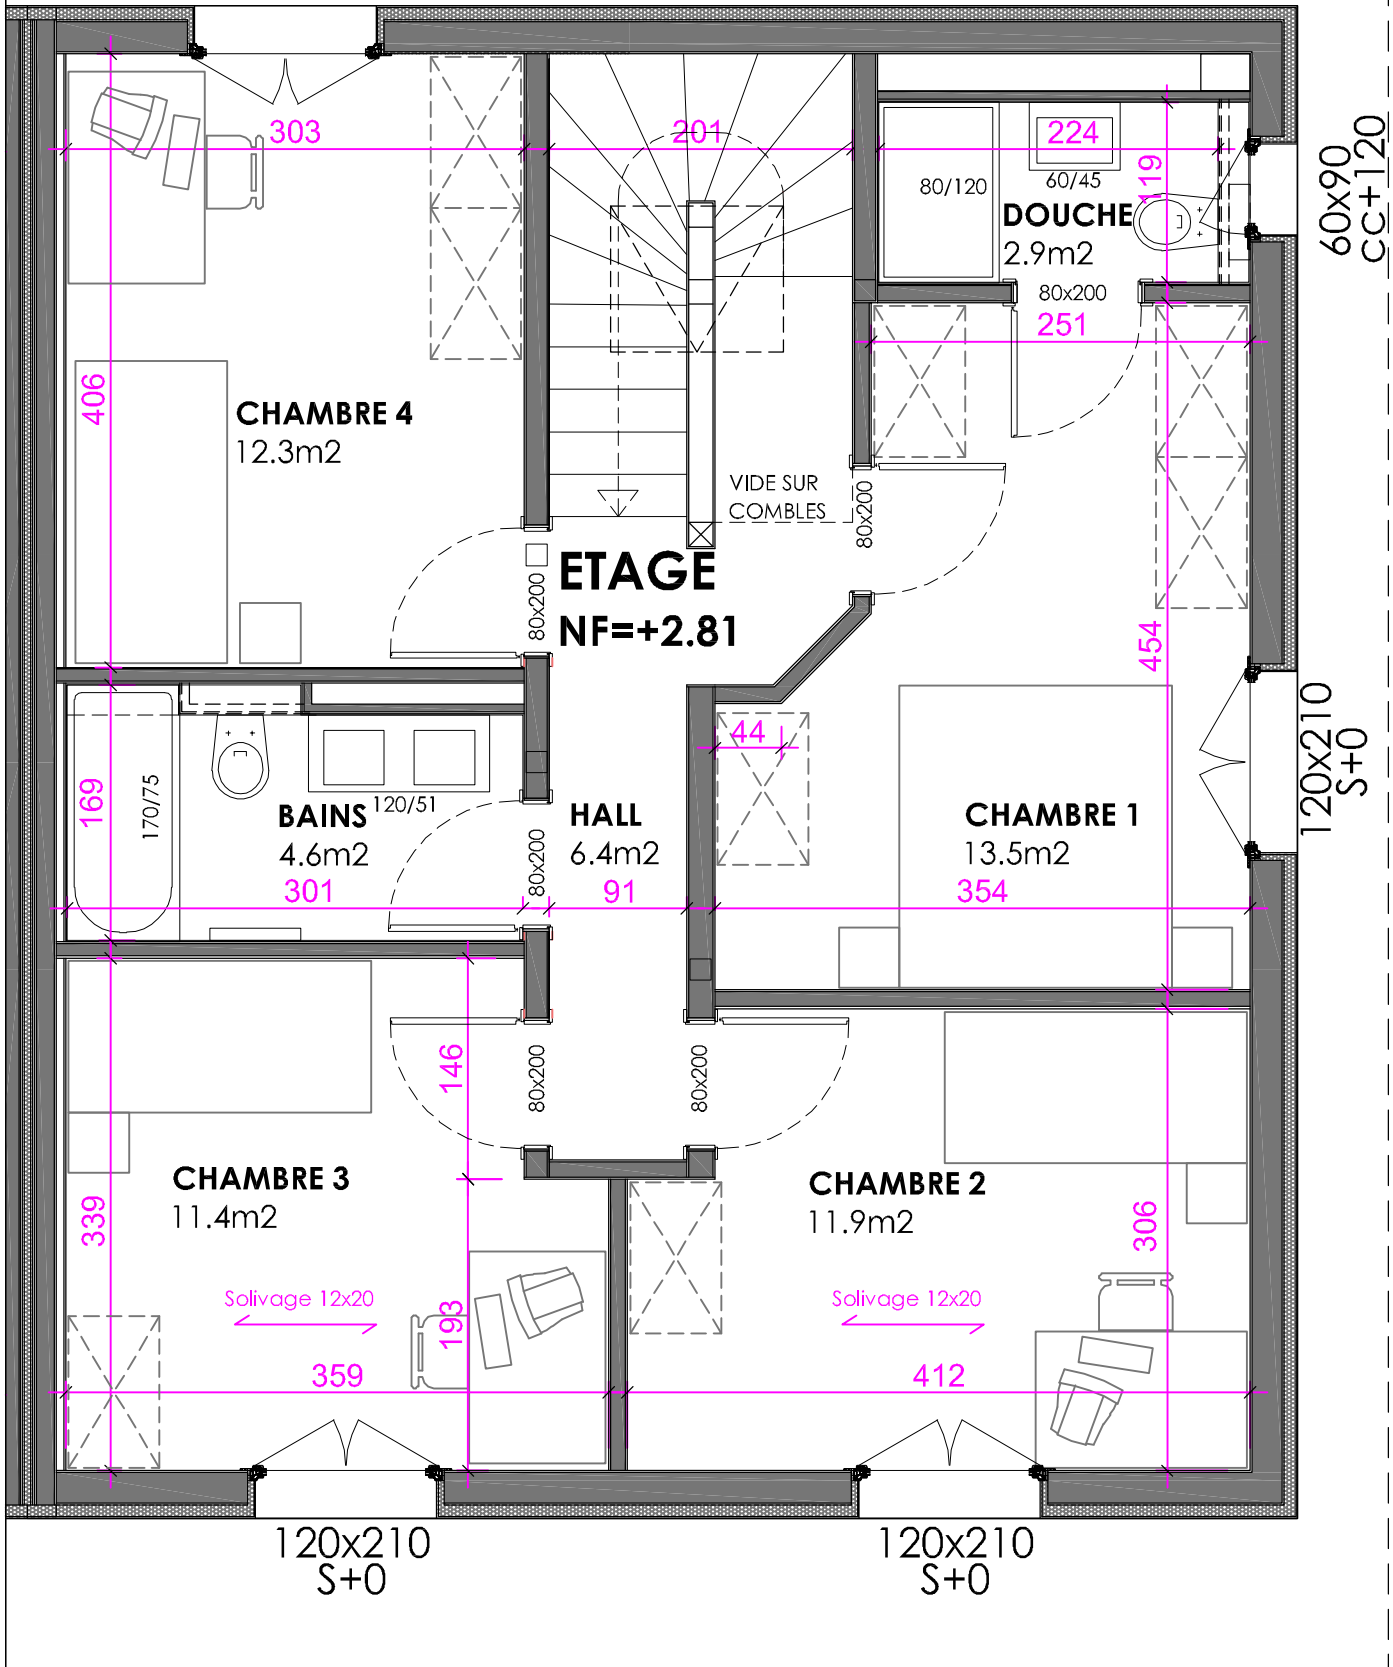 303
201
224
119
80/120
60/45
DOUCHE
2.9m2
80x200
251
60x90
CC+120
406
CHAMBRE 4
12.3m2
VIDE SUR
COMBLES
80x200
ETAGE
NF=+2.81
80x200
454
120x210
S+0
44
169
170/75
BAINS
120/51
4.6m2
301
80x200
HALL
6.4m2
91
CHAMBRE 1
13.5m2
354
146
80x200
80x200
CHAMBRE 3
11.4m2
339
CHAMBRE 2
11.9m2
306
Solivage 12x20
193
Solivage 12x20
359
412
120x210
S+0
120x210
S+0